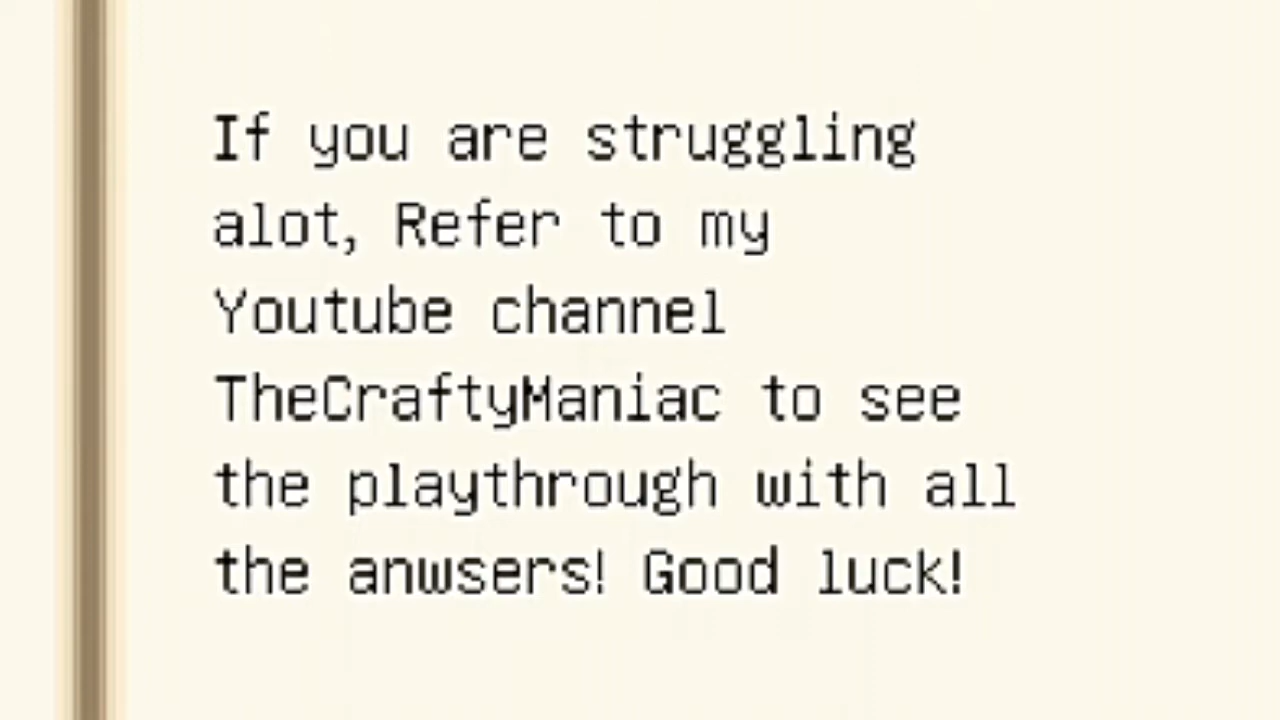 If you are struggling
alot, Refer to my
Youtube channel
TheCraftyManiac to see
the playthrough with all
the anwsers! Good luck!